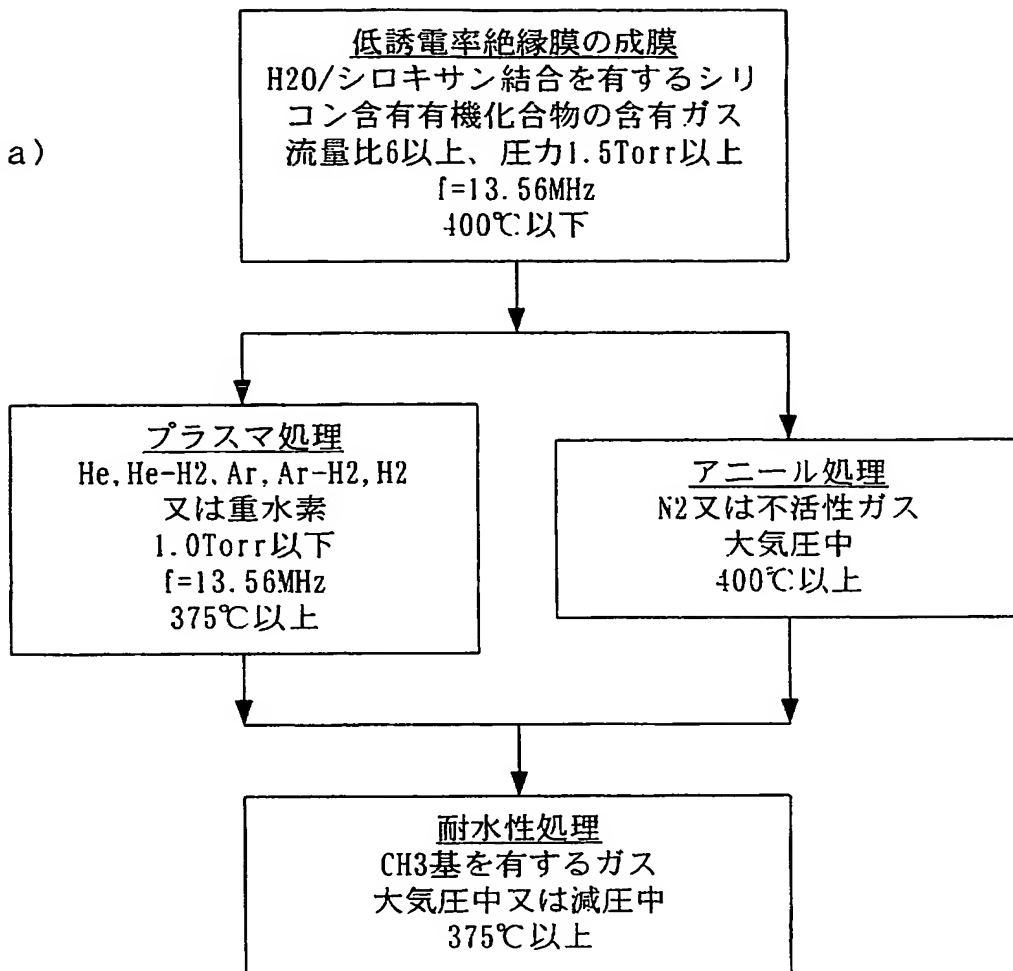 a)
低誘電率絶縁膜の成膜
H2O/シロキサン結合を有するシリ
コン含有有機化合物の含有ガス
流量比6以上、圧力1.5Torr以上
f=13.56MHz
400℃以下
プラスマ処理
He,He-H2、Ar,Ar-H2,H2
又は重水素
1.0Torr以下
f=13.56MHz
375℃以上
アニール処理
N2又は不活性ガス
大気圧中
400℃以上
耐水性処理
CH3基を有するガス
大気圧中又は減圧中
375℃以上